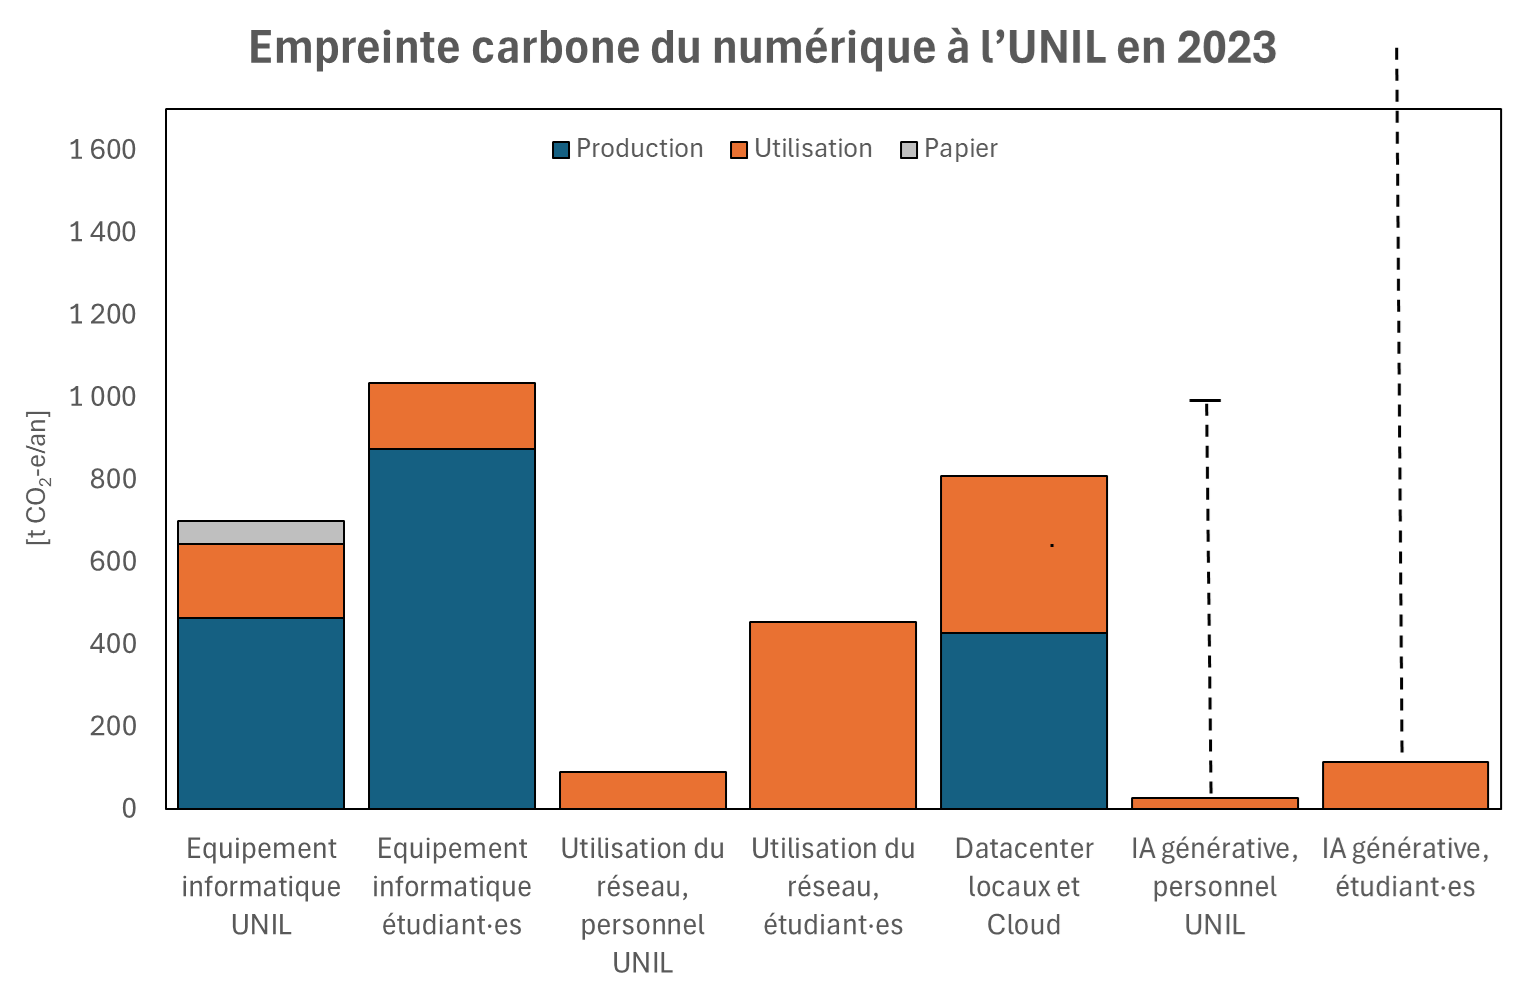 Empreinte carbone du numérique à l’UNIL en 2023
Production Utilisation Papier
[t CO₂-e/an]
1 600
1 400
1 200
1 000
800
600
400
200
0
Equipement
informatique
UNIL
Equipement
informatique
étudiant·es
Utilisation du
réseau,
personnel
UNIL
Utilisation du
réseau,
étudiant·es
Datacenter
locaux et
Cloud
IA générative,
personnel
UNIL
IA générative,
étudiant·es